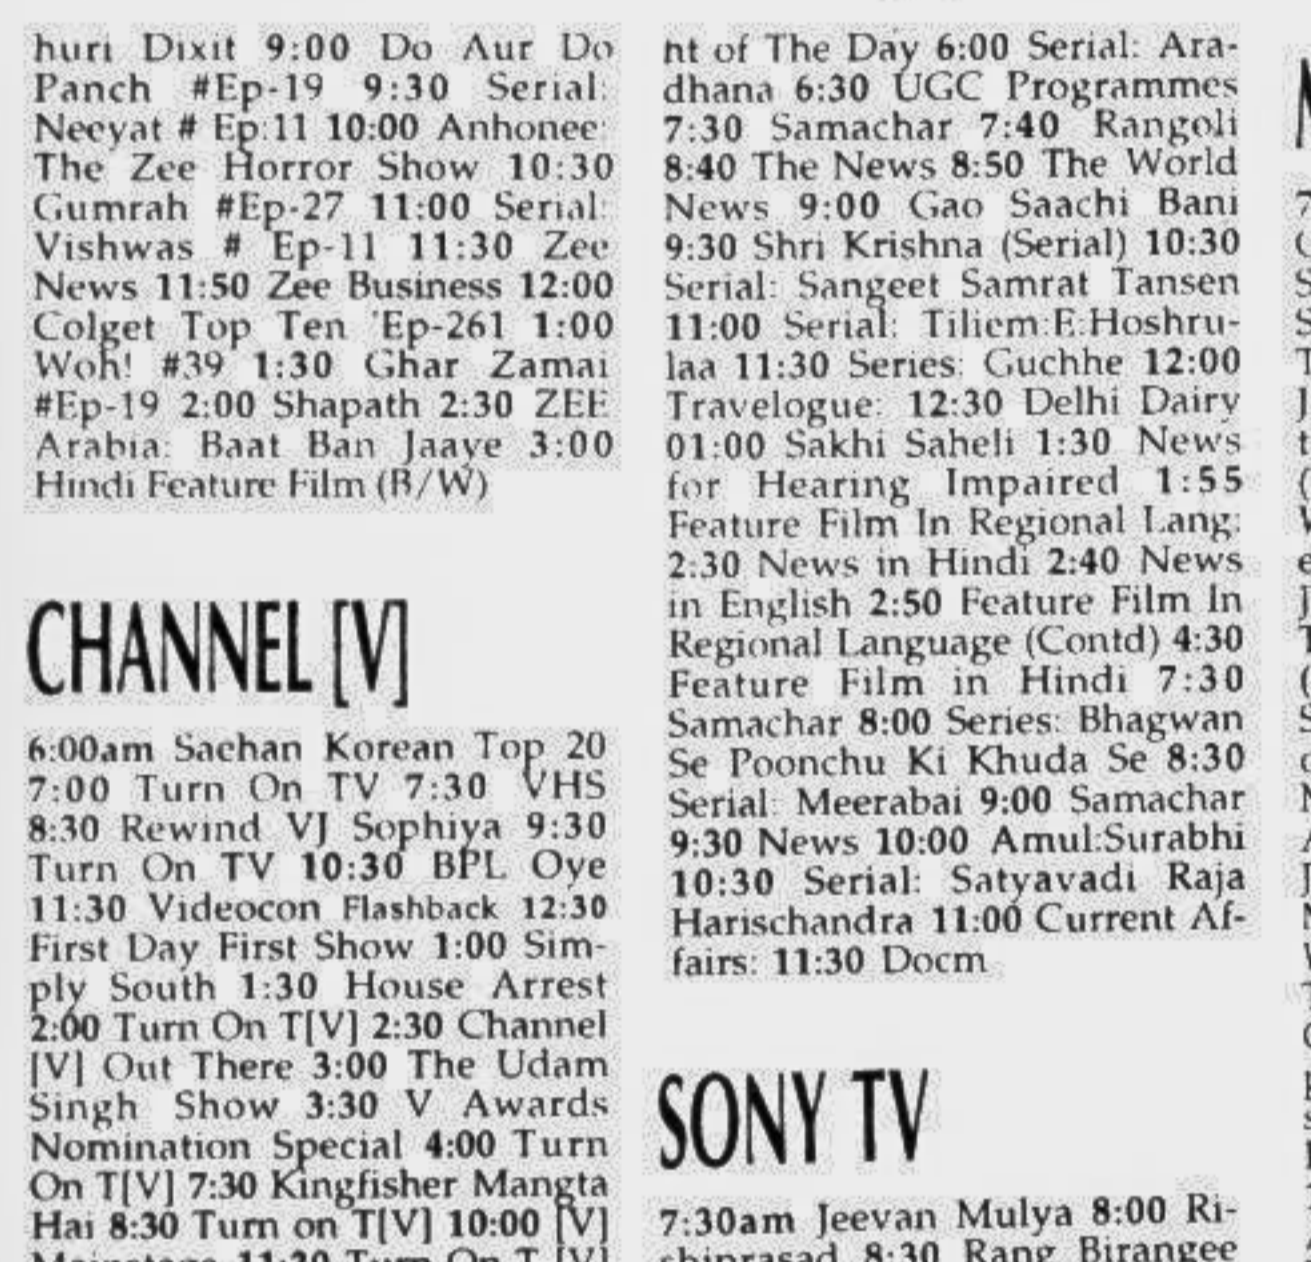 huri Dixit 9:00 Do Aur Do
Panch #Ep-19 9:30 Serial:
Neeyat # Ep:11 10:00 Anhonee:
The Zee Horror Show 10:30
Gumrah #Ep-27 11:00 Serial:
Vishwas # Ep-11 11:30 Zee
News 11:50 Zee Business 12:00
Colget Top Ten 'Ep-261 1:00
Woh! #39 1:30 Ghar Zamai
#Ep-19 2:00 Shapath 2:30 ZEE
Arabia: Baat Ban Jaaye 3:00
Hindi Feature Film (B/W)
CHANNEL [V]
6:00am Saehan Korean Top 20
7:00 Turn On TV 7:30 VHS
8:30 Rewind VJ Sophiya 9:30
Turn On TV 10:30 BPL Oye
11:30 Videocon Flashback 12:30
First Day First Show 1:00 Sim-
ply South 1:30 House Arrest
2:00 Turn On T[V] 2:30 Channel
[V] Out There 3:00 The Udam
Singh Show 3:30 V Awards
Nomination Special 4:00 Turn
On T[V] 7:30 Kingfisher Mangta
Hai 8:30 Turn on T[V] 10:00 [V]
11:30 Turn On T [V]
nt of The Day 6:00 Serial: Ara-
dhana 6:30 UGC Programmes
7:30 Samachar 7:40 Rangoli
8:40 The News 8:50 The World
News 9:00 Gao Saachi Bani
9:30 Shri Krishna (Serial) 10:30
Serial: Sangeet Samrat Tansen
11:00 Serial: Tiliem:E:Hoshru-
laa 11:30 Series: Guchhe 12:00
Travelogue: 12:30 Delhi Dairy
01:00 Sakhi Saheli 1:30 News
for Hearing Impaired 1:55
Feature Film In Regional Lang:
2:30 News in Hindi 2:40 News
in English 2:50 Feature Film In
Regional Language (Contd) 4:30
Feature Film in Hindi 7:30
Samachar 8:00 Series: Bhagwan
Se Poonchu Ki Khuda Se 8:30
Serial: Meerabai 9:00 Samachar
9:30 News 10:00 Amul:Surabhi
10:30 Serial: Satyavadi Raja
Harischandra 11:00 Current Af-
fairs: 11:30 Docm
SONY TV
7:30am Jeevan Mulya 8:00 Ri-
shiprasad 8:30 Rang Birangee